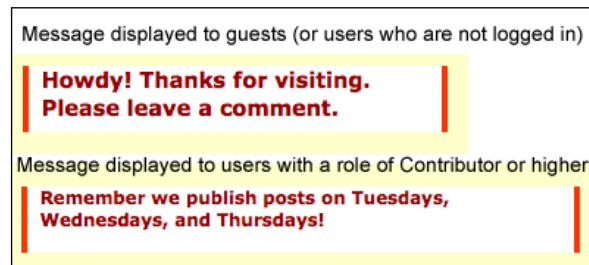 Message displayed to guests (or users who are not logged in)
Howdy! Thanks for visiting.
Please leave a comment.
Message displayed to users with a role of Contributor or higher
Remember we publish posts on Tuesdays,
Wednesdays, and Thursdays!